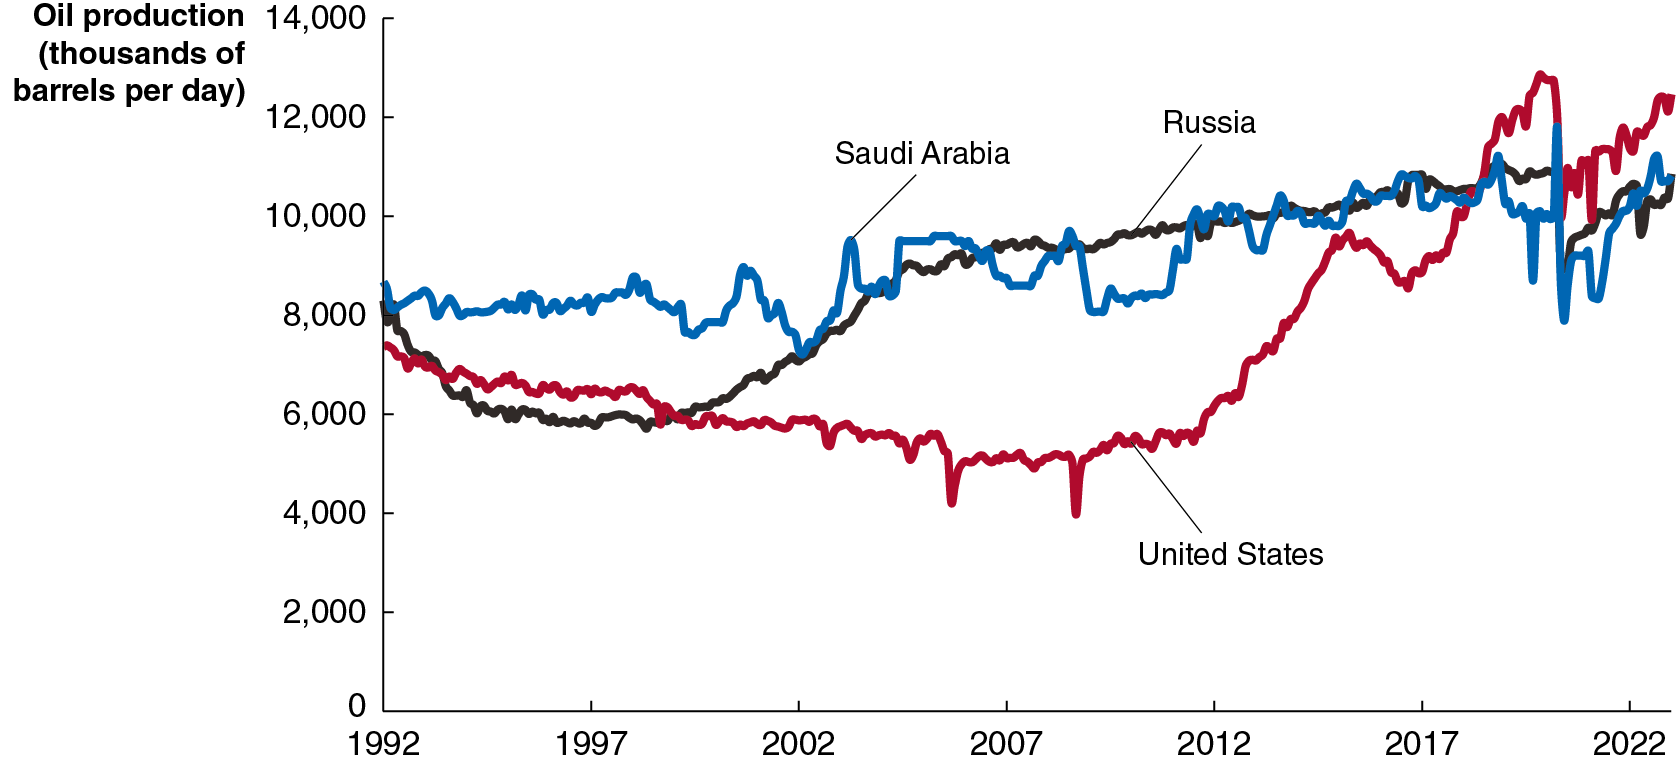 Oil production
(thousands of
barrels per day)
14,000
12,000
10,000
8,000
6,000
4,000
2,000
0
Saudi Arabia
Russia
United States
1992
1997
2002
2007
2012
2017
2022